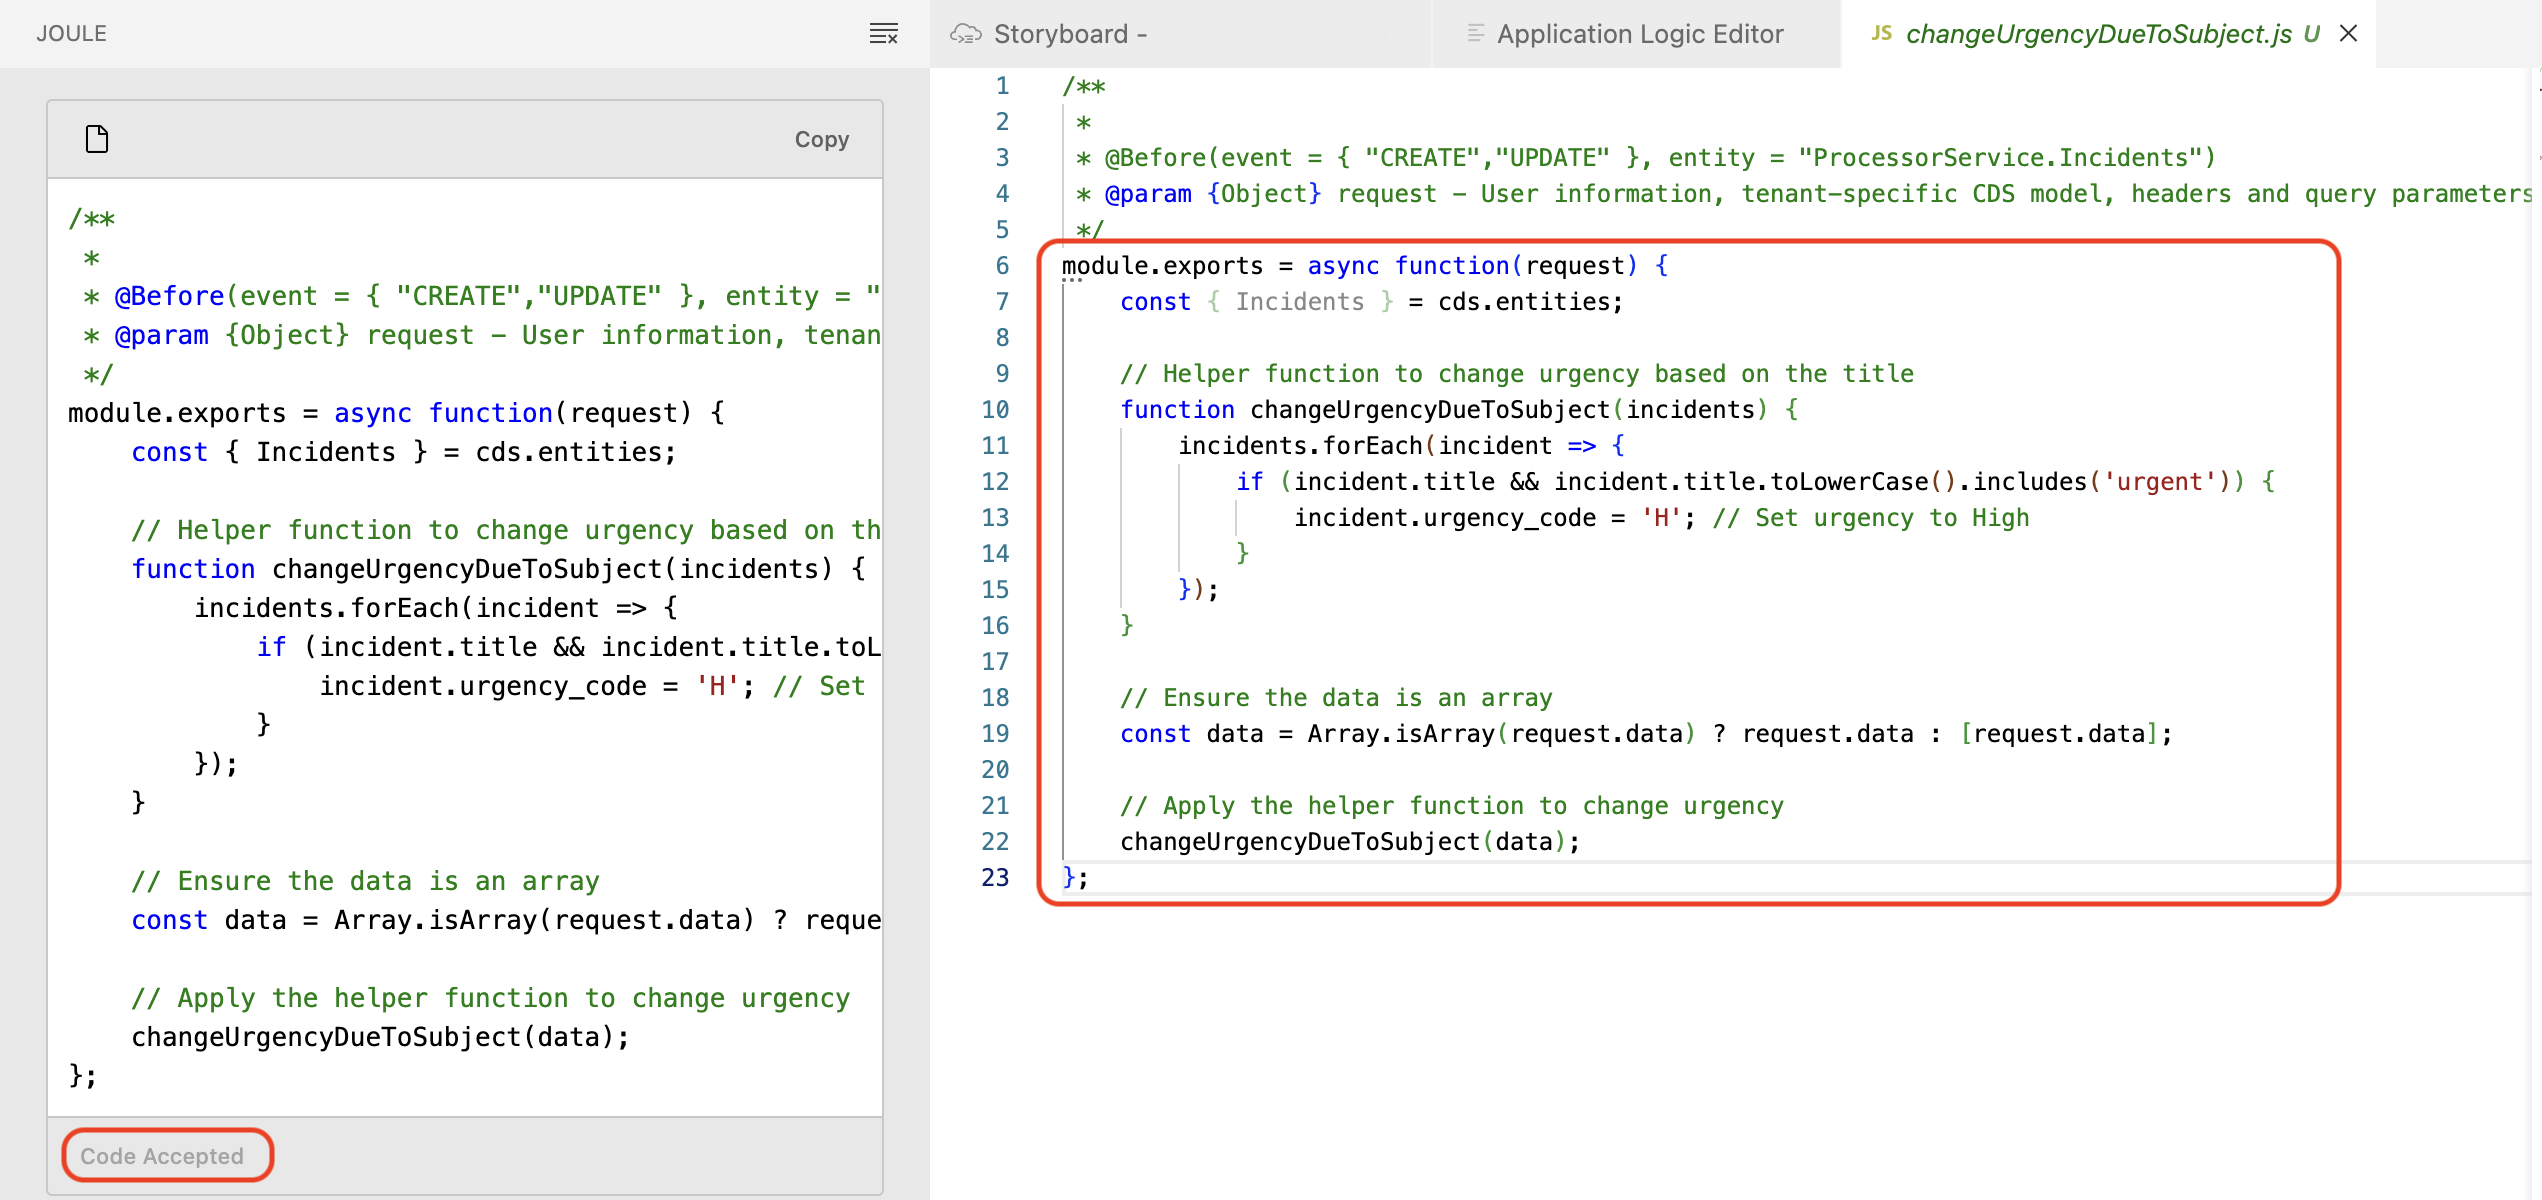 JOULE
Copy
/**
 *
 * @Before(event = { "CREATE","UPDATE" }, entity = "
 * @param {Object} request – User information, tenan
 */
module.exports = async function(request) {
    const { Incidents } = cds.entities;

    // Helper function to change urgency based on th
    function changeUrgencyDueToSubject(incidents) {
        incidents.forEach(incident => {
            if (incident.title && incident.title.toL
                incident.urgency_code = 'H'; // Set
            }
        });
    }

    // Ensure the data is an array
    const data = Array.isArray(request.data) ? reque

    // Apply the helper function to change urgency
    changeUrgencyDueToSubject(data);
};
Code Accepted
Storyboard –
Application Logic Editor
JS changeUrgencyDueToSubject.js U
1 /**
2  *
3  * @Before(event = { "CREATE","UPDATE" }, entity = "ProcessorService.Incidents")
4  * @param {Object} request – User information, tenant-specific CDS model, headers and query parameters
5  */
6 module.exports = async function(request) {
7     const { Incidents } = cds.entities;
8
9     // Helper function to change urgency based on the title
10     function changeUrgencyDueToSubject(incidents) {
11         incidents.forEach(incident => {
12             if (incident.title && incident.title.toLowerCase().includes('urgent')) {
13                 incident.urgency_code = 'H'; // Set urgency to High
14             }
15         });
16     }
17
18     // Ensure the data is an array
19     const data = Array.isArray(request.data) ? request.data : [request.data];
20
21     // Apply the helper function to change urgency
22     changeUrgencyDueToSubject(data);
23 };